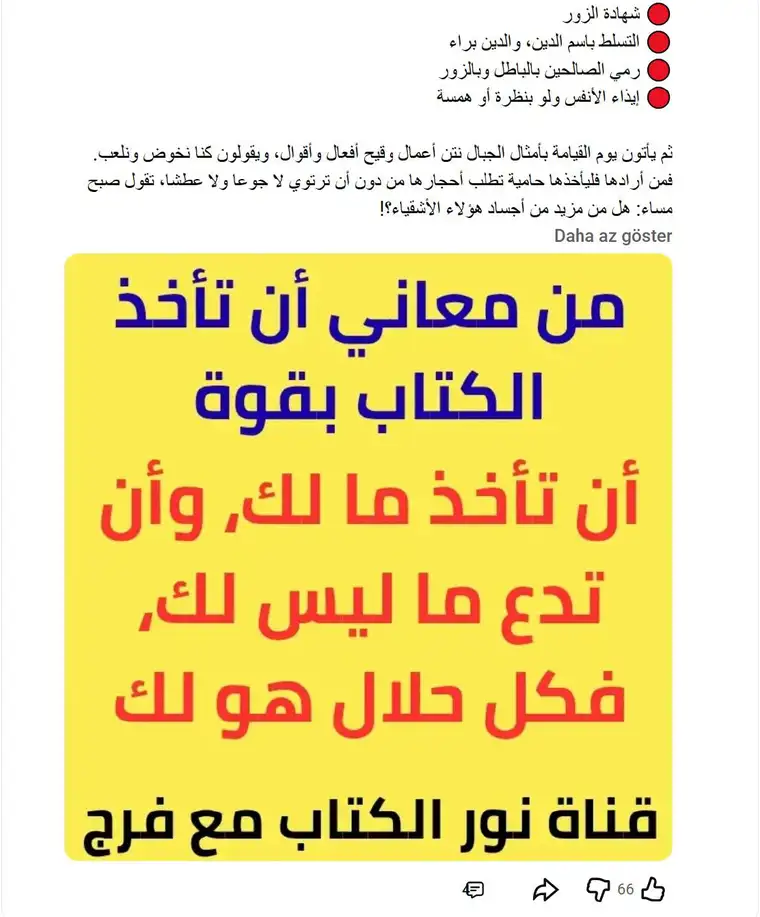 شهادة الزور
التسلط باسم الدين، والدين براء
رمي الصالحين بالباطل وبالزور
إيذاء الأنفس ولو بنظرة أو همسة
ثم يأتون يوم القيامة بأمثال الجبال نتن أعمال وقيح أفعال وأقوال، ويقولون كنا نخوض ونلعب.
فمن أرادها فليأخذها حامية تطلب أحجارها من دون أن ترتوي لا جوعا ولا عطشا، تقول صبح
مساء: هل من مزيد من أجساد هؤلاء الأشقياء؟!
Daha az göster
من معاني أن تأخذ
الكتاب بقوة
أن تأخذ ما لك، وأن
تدع ما ليس لك،
فكل حلال هو لك
قناة نور الكتاب مع فرج
66
4